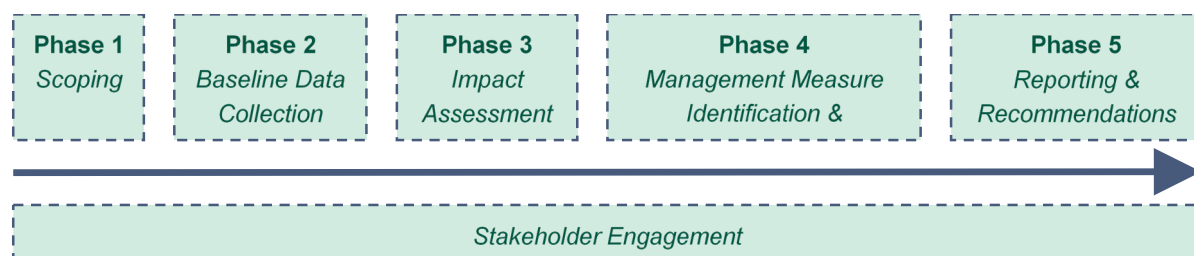 Phase 1
Scoping
Phase 2
Baseline Data
Collection
Phase 3
Impact
Assessment
Phase 4
Management Measure
Identification &
Phase 5
Reporting &
Recommendations
Stakeholder Engagement